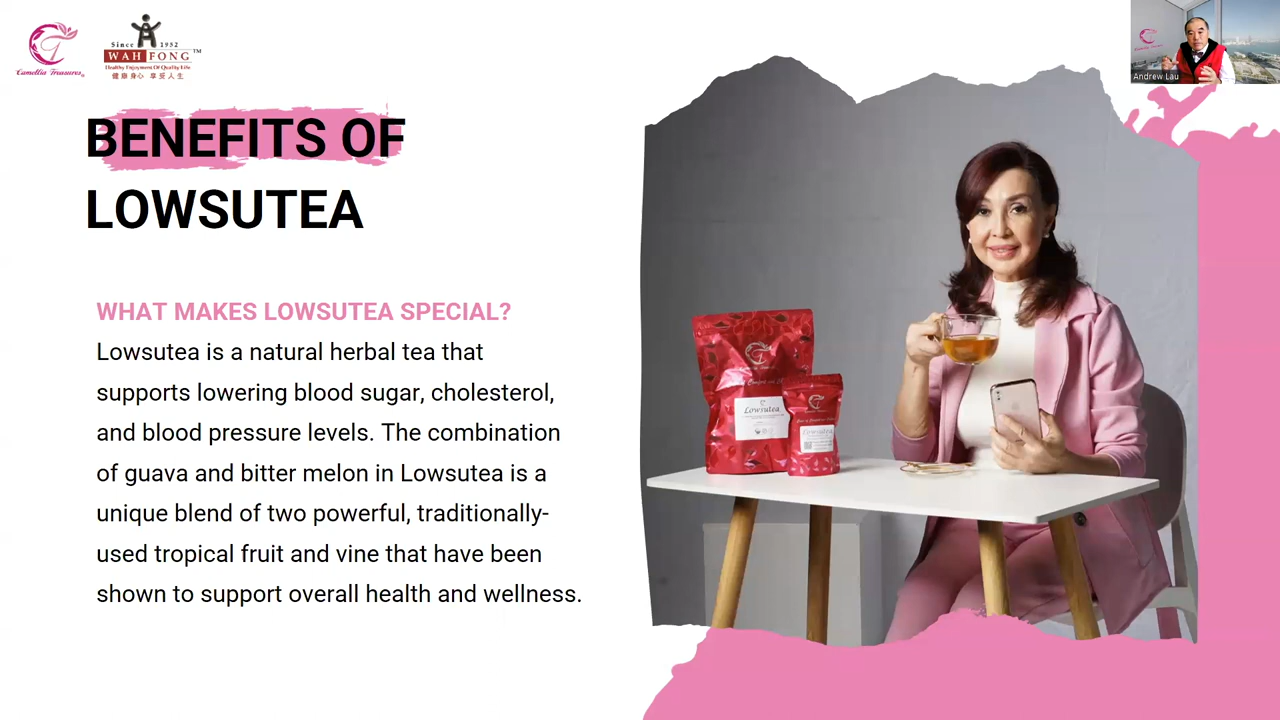 Camellia Treasures
Since 1952
WAH FONG™
Healthy Enjoyment Of Quality Life
健康身心 享受人生
Andrew Lau
BENEFITS OF
LOWSUTEA
WHAT MAKES LOWSUTEA SPECIAL?
Lowsutea is a natural herbal tea that
supports lowering blood sugar, cholesterol,
and blood pressure levels. The combination
of guava and bitter melon in Lowsutea is a
unique blend of two powerful, traditionally-
used tropical fruit and vine that have been
shown to support overall health and wellness.
Lowsutea
Lowsutea